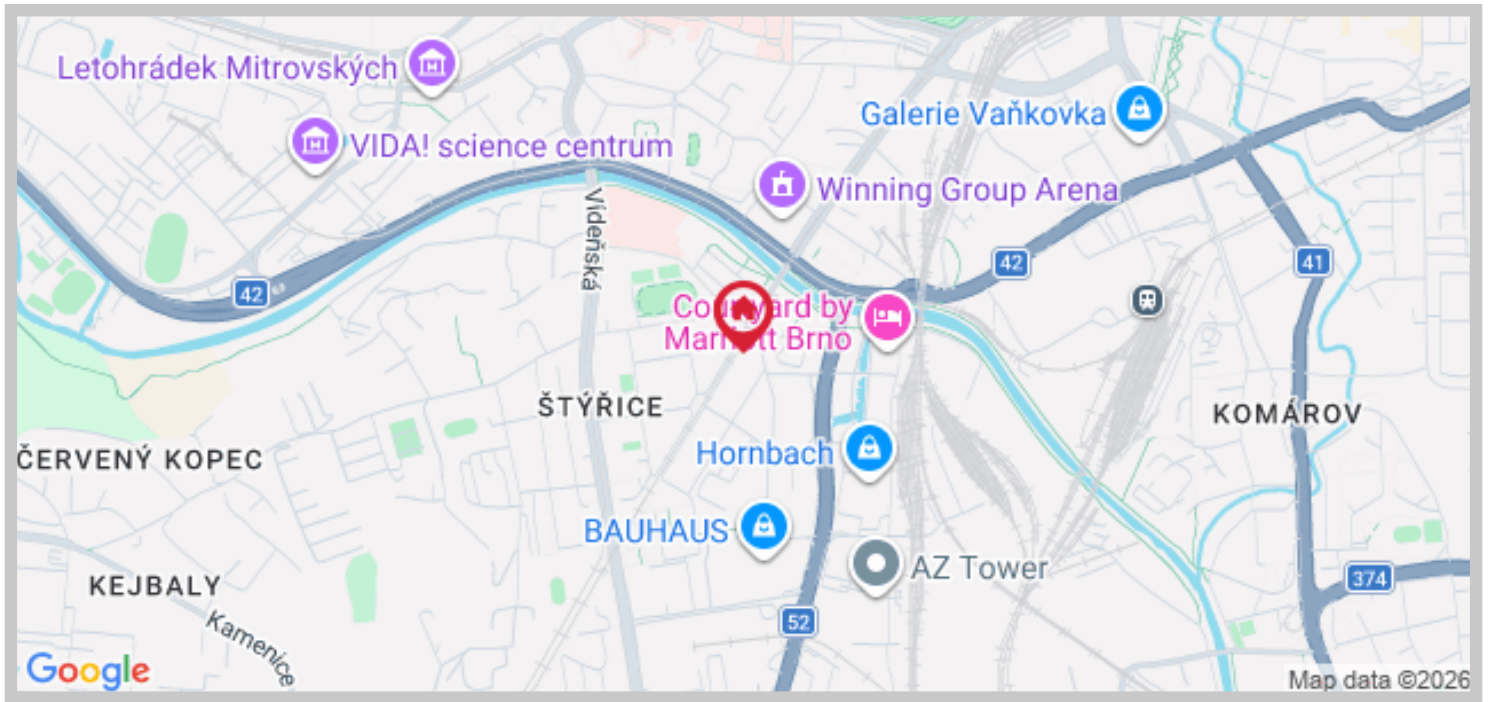 Letohrádek Mitrovských
Galerie Vaňkovka
VIDA! science centrum
Winning Group Arena
Vídeňská
42
41
42
Courtyard by
Marriott Brno
ŠTÝŘICE
KOMÁROV
ČERVENÝ KOPEC
Hornbach
BAUHAUS
AZ Tower
374
KEJBALY
52
Kamenice
Google
Map data ©2026